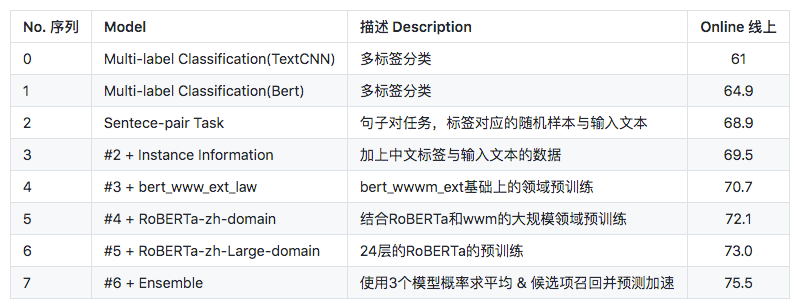 No. 序列 Model 描述 Description Online 线上
0 Multi-label Classification(TextCNN) 多标签分类 61
1 Multi-label Classification(Bert) 多标签分类 64.9
2 Sentece-pair Task 句子对任务，标签对应的随机样本与输入文本 68.9
3 #2 + Instance Information 加上中文标签与输入文本的数据 69.5
4 #3 + bert_www_ext_law bert_wwwm_ext基础上的领域预训练 70.7
5 #4 + RoBERTa-zh-domain 结合RoBERTa和wwm的大规模领域预训练 72.1
6 #5 + RoBERTa-zh-Large-domain 24层的RoBERTa的预训练 73.0
7 #6 + Ensemble 使用3个模型概率求平均 & 候选项召回并预测加速 75.5